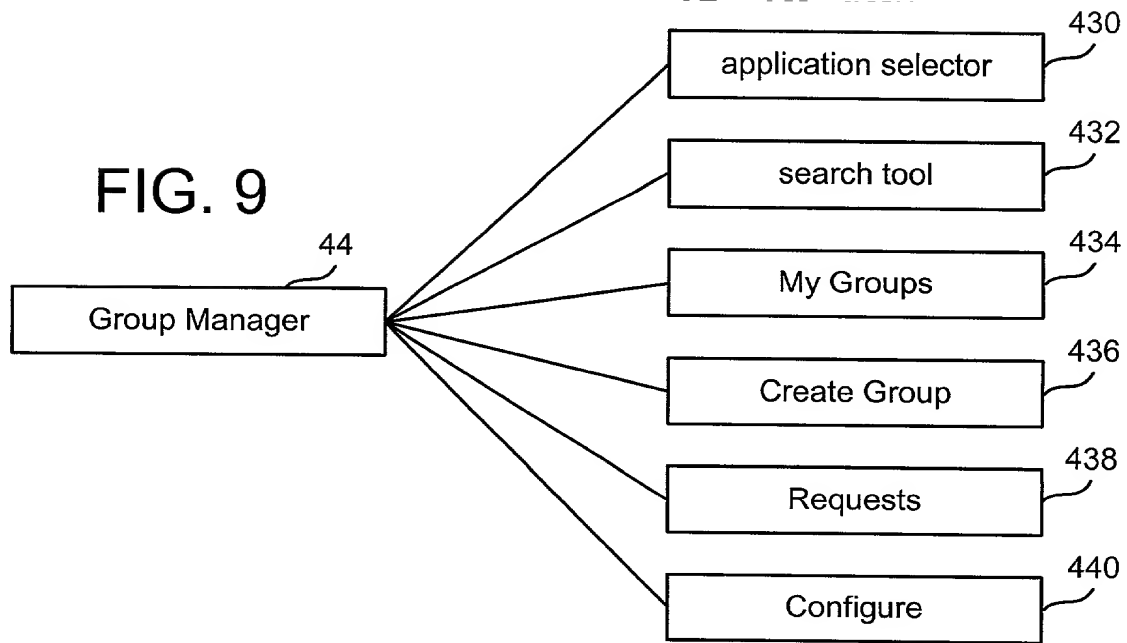 430
application selector
432
search tool
FIG. 9
44
434
Group Manager
My Groups
436
Create Group
438
Requests
440
Configure